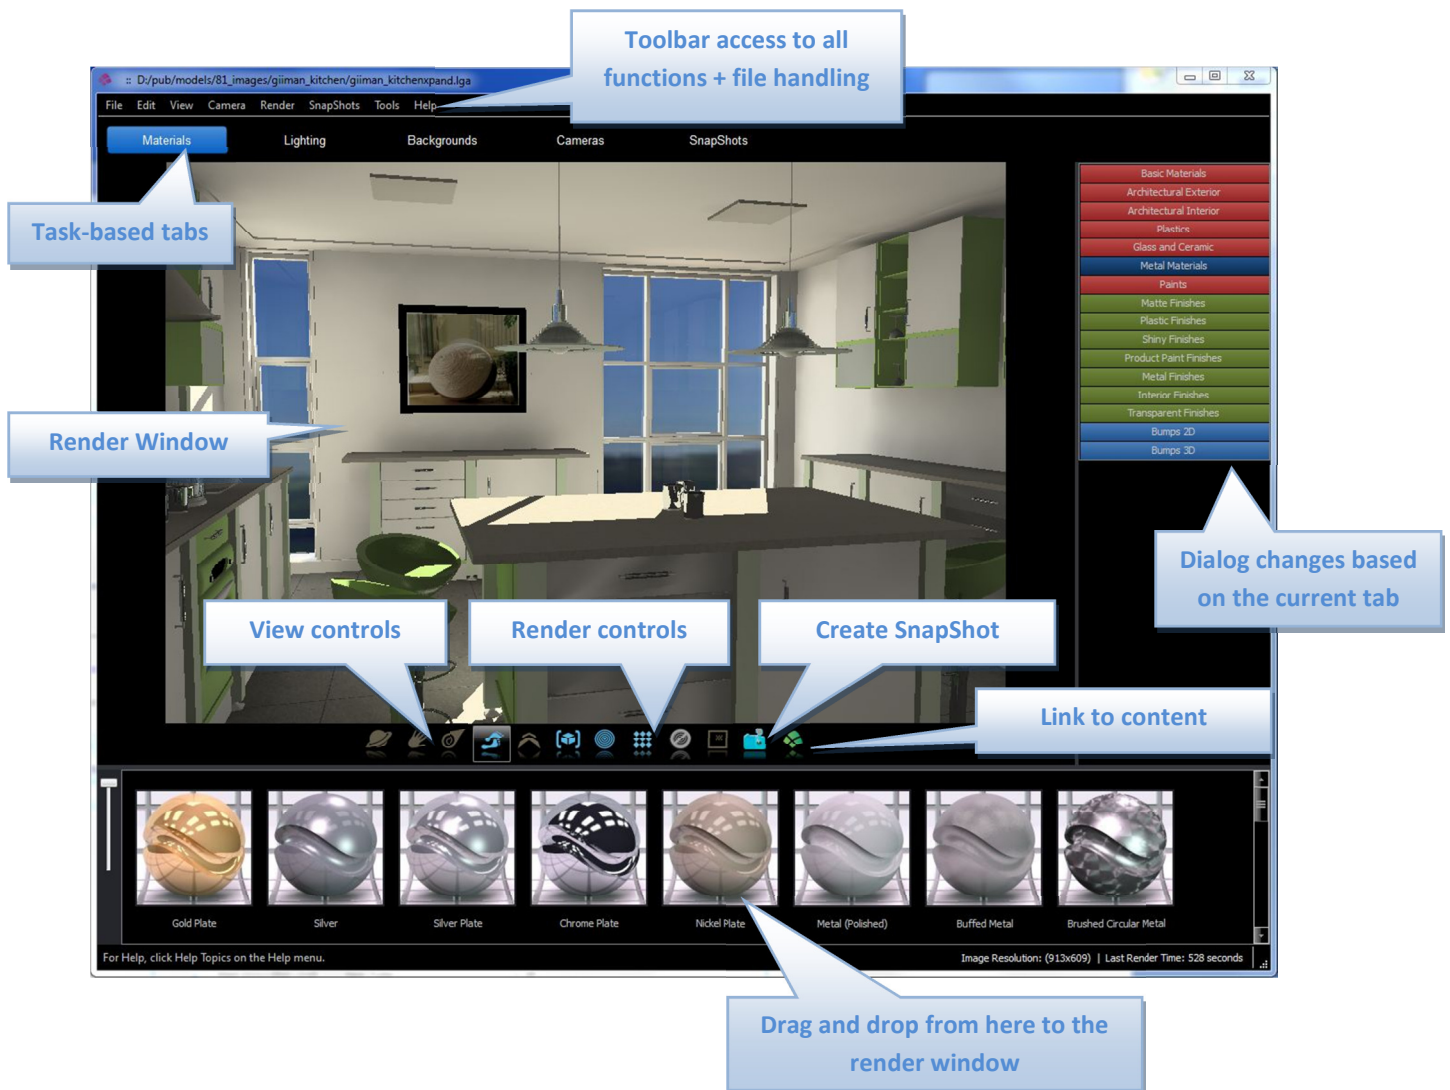 Toolbar access to all
functions + file handling
:: D:/pub/models/81_images/giiman_kitchen/giiman_kitchenxpand.lga
File Edit View Camera Render SnapShots Tools Help
Materials Lighting Backgrounds Cameras SnapShots
Task-based tabs
Basic Materials
Architectural Exterior
Architectural Interior
Plastics
Glass and Ceramic
Metal Materials
Paints
Matte Finishes
Plastic Finishes
Shiny Finishes
Product Paint Finishes
Metal Finishes
Interior Finishes
Transparent Finishes
Bumps 2D
Bumps 3D
Render Window
Dialog changes based
on the current tab
View controls
Render controls
Create SnapShot
Link to content
Gold Plate Silver Silver Plate Chrome Plate Nickel Plate Metal (Polished) Buffed Metal Brushed Circular Metal
For Help, click Help Topics on the Help menu.
Image Resolution: (913x609) | Last Render Time: 528 seconds
Drag and drop from here to the
render window